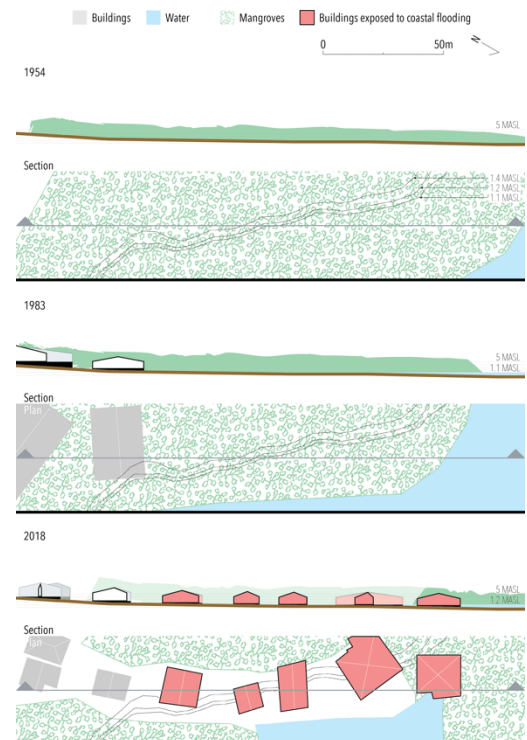 Buildings
Water
Mangroves
Buildings exposed to coastal flooding
0
50m
N
1954
5 MASL
Section
1.4 MASL
1.2 MASL
1.1 MASL
1983
5 MASL
1.1 MASL
Section
Plan
2018
5 MASL
1.2 MASL
Section
Plan